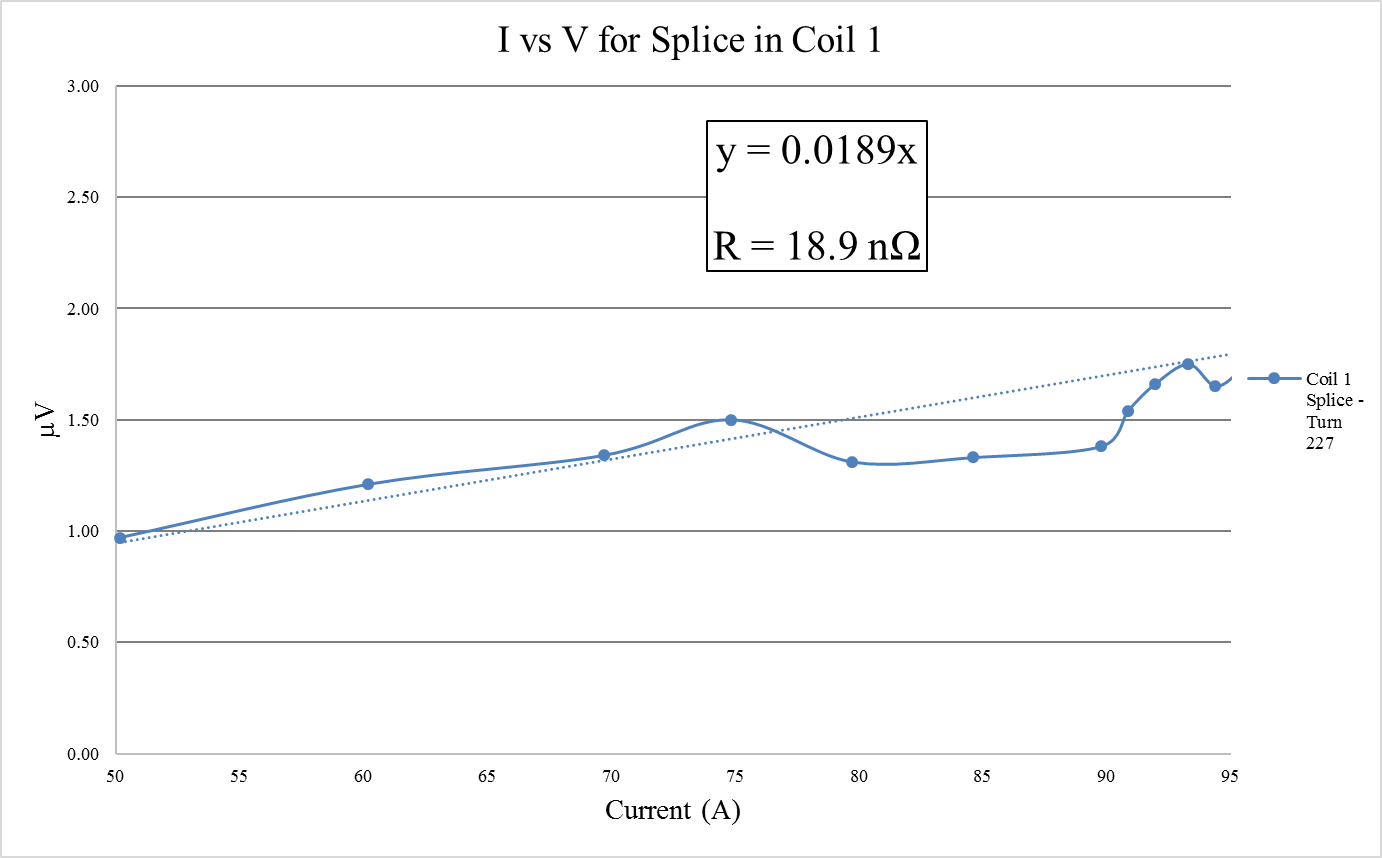 I vs V for Splice in Coil 1
3.00
2.50
2.00
1.50
1.00
0.50
0.00
µV
y = 0.0189x
R = 18.9 nΩ
Coil 1
Splice -
Turn
227
50 55 60 65 70 75 80 85 90 95
Current (A)